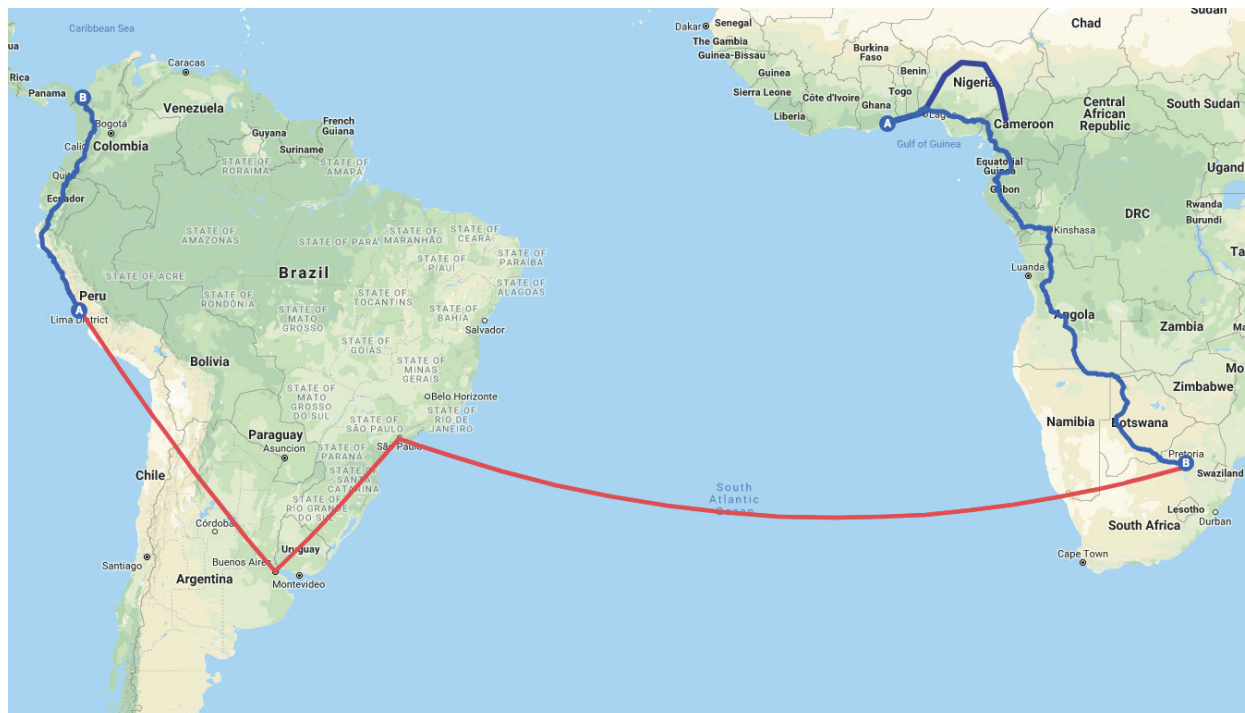 Caribbean Sea
Caracas
Rica
Panama
B
Venezuela
Bogotá
Colombia
Guyana
French
Guiana
Suriname
STATE OF
RORAIMA
STATE OF
AMAPÁ
Ecuador
STATE OF
AMAZONAS
STATE OF PARÁ
STATE OF
MARANHÃO
STATE OF
CEARÁ
STATE OF
PIAUÍ
STATE OF
PARAÍBA
STATE OF
ALAGOAS
STATE OF ACRE
STATE OF
RONDÔNIA
Brazil
STATE OF
TOCANTINS
STATE OF
MATO
GROSSO
STATE OF
BAHIA
Salvador
Peru
A
Lima District
STATE OF
GOIÁS
Bolivia
STATE OF
MINAS
GERAIS
STATE OF
MATO
GROSSO
DO SUL
Belo Horizonte
STATE OF
RIO DE
JANEIRO
STATE OF
SÃO PAULO
São Paulo
Paraguay
Asuncion
STATE OF
PARANÁ
STATE OF
SANTA
CATARINA
STATE OF
RIO GRANDE
DO SUL
Chile
Córdoba
Uruguay
Santiago
Buenos Aires
Montevideo
Argentina
South
Atlantic
Ocean
Dakar
Senegal
The Gambia
Guinea-Bissau
Guinea
Sierra Leone
Liberia
Burkina
Faso
Côte d'Ivoire
Ghana
Togo
Benin
A
Gulf of Guinea
Nigeria
Lagos
Chad
Sudan
Cameroon
Central
African
Republic
South Sudan
Equatorial
Guinea
Gabon
Uganda
Rwanda
Burundi
DRC
Kinshasa
Ta
Luanda
Angola
Zambia
Ma
Mo
Zimbabwe
Namibia
Botswana
Pretoria
B
Swaziland
Lesotho
Durban
South Africa
Cape Town